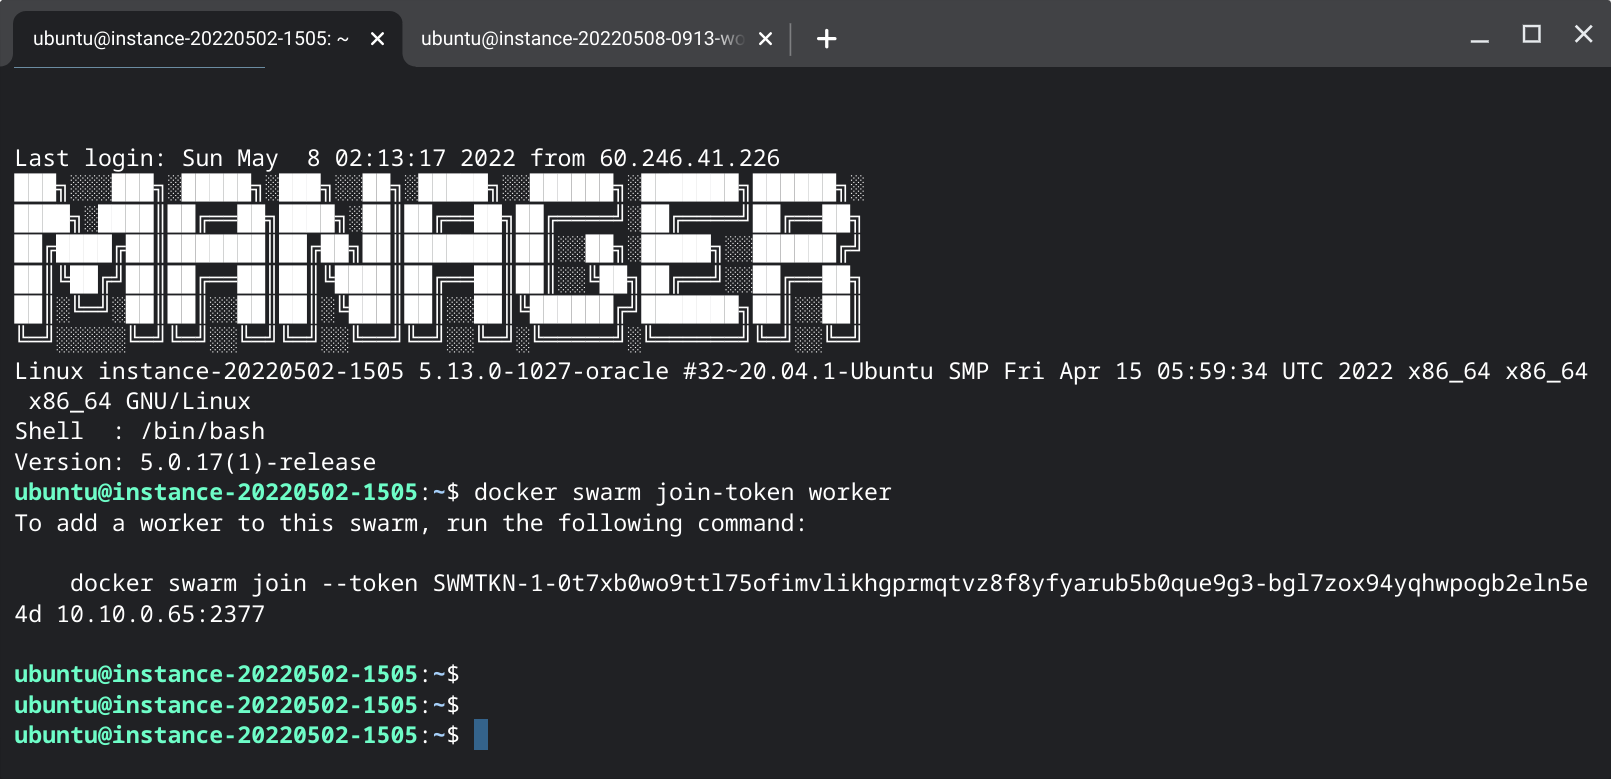 ubuntu@instance-20220502-1505: ~
ubuntu@instance-20220508-0913-wo
Last login: Sun May  8 02:13:17 2022 from 60.246.41.226
MANAGER
Linux instance-20220502-1505 5.13.0-1027-oracle #32~20.04.1-Ubuntu SMP Fri Apr 15 05:59:34 UTC 2022 x86_64 x86_64
 x86_64 GNU/Linux
Shell  : /bin/bash
Version: 5.0.17(1)-release
ubuntu@instance-20220502-1505:~$ docker swarm join-token worker
To add a worker to this swarm, run the following command:
    docker swarm join --token SWMTKN-1-0t7xb0wo9ttl75ofimvlikhgprmqtvz8f8yfyarub5b0que9g3-bgl7zox94yqhwpogb2eln5e
4d 10.10.0.65:2377
ubuntu@instance-20220502-1505:~$
ubuntu@instance-20220502-1505:~$
ubuntu@instance-20220502-1505:~$